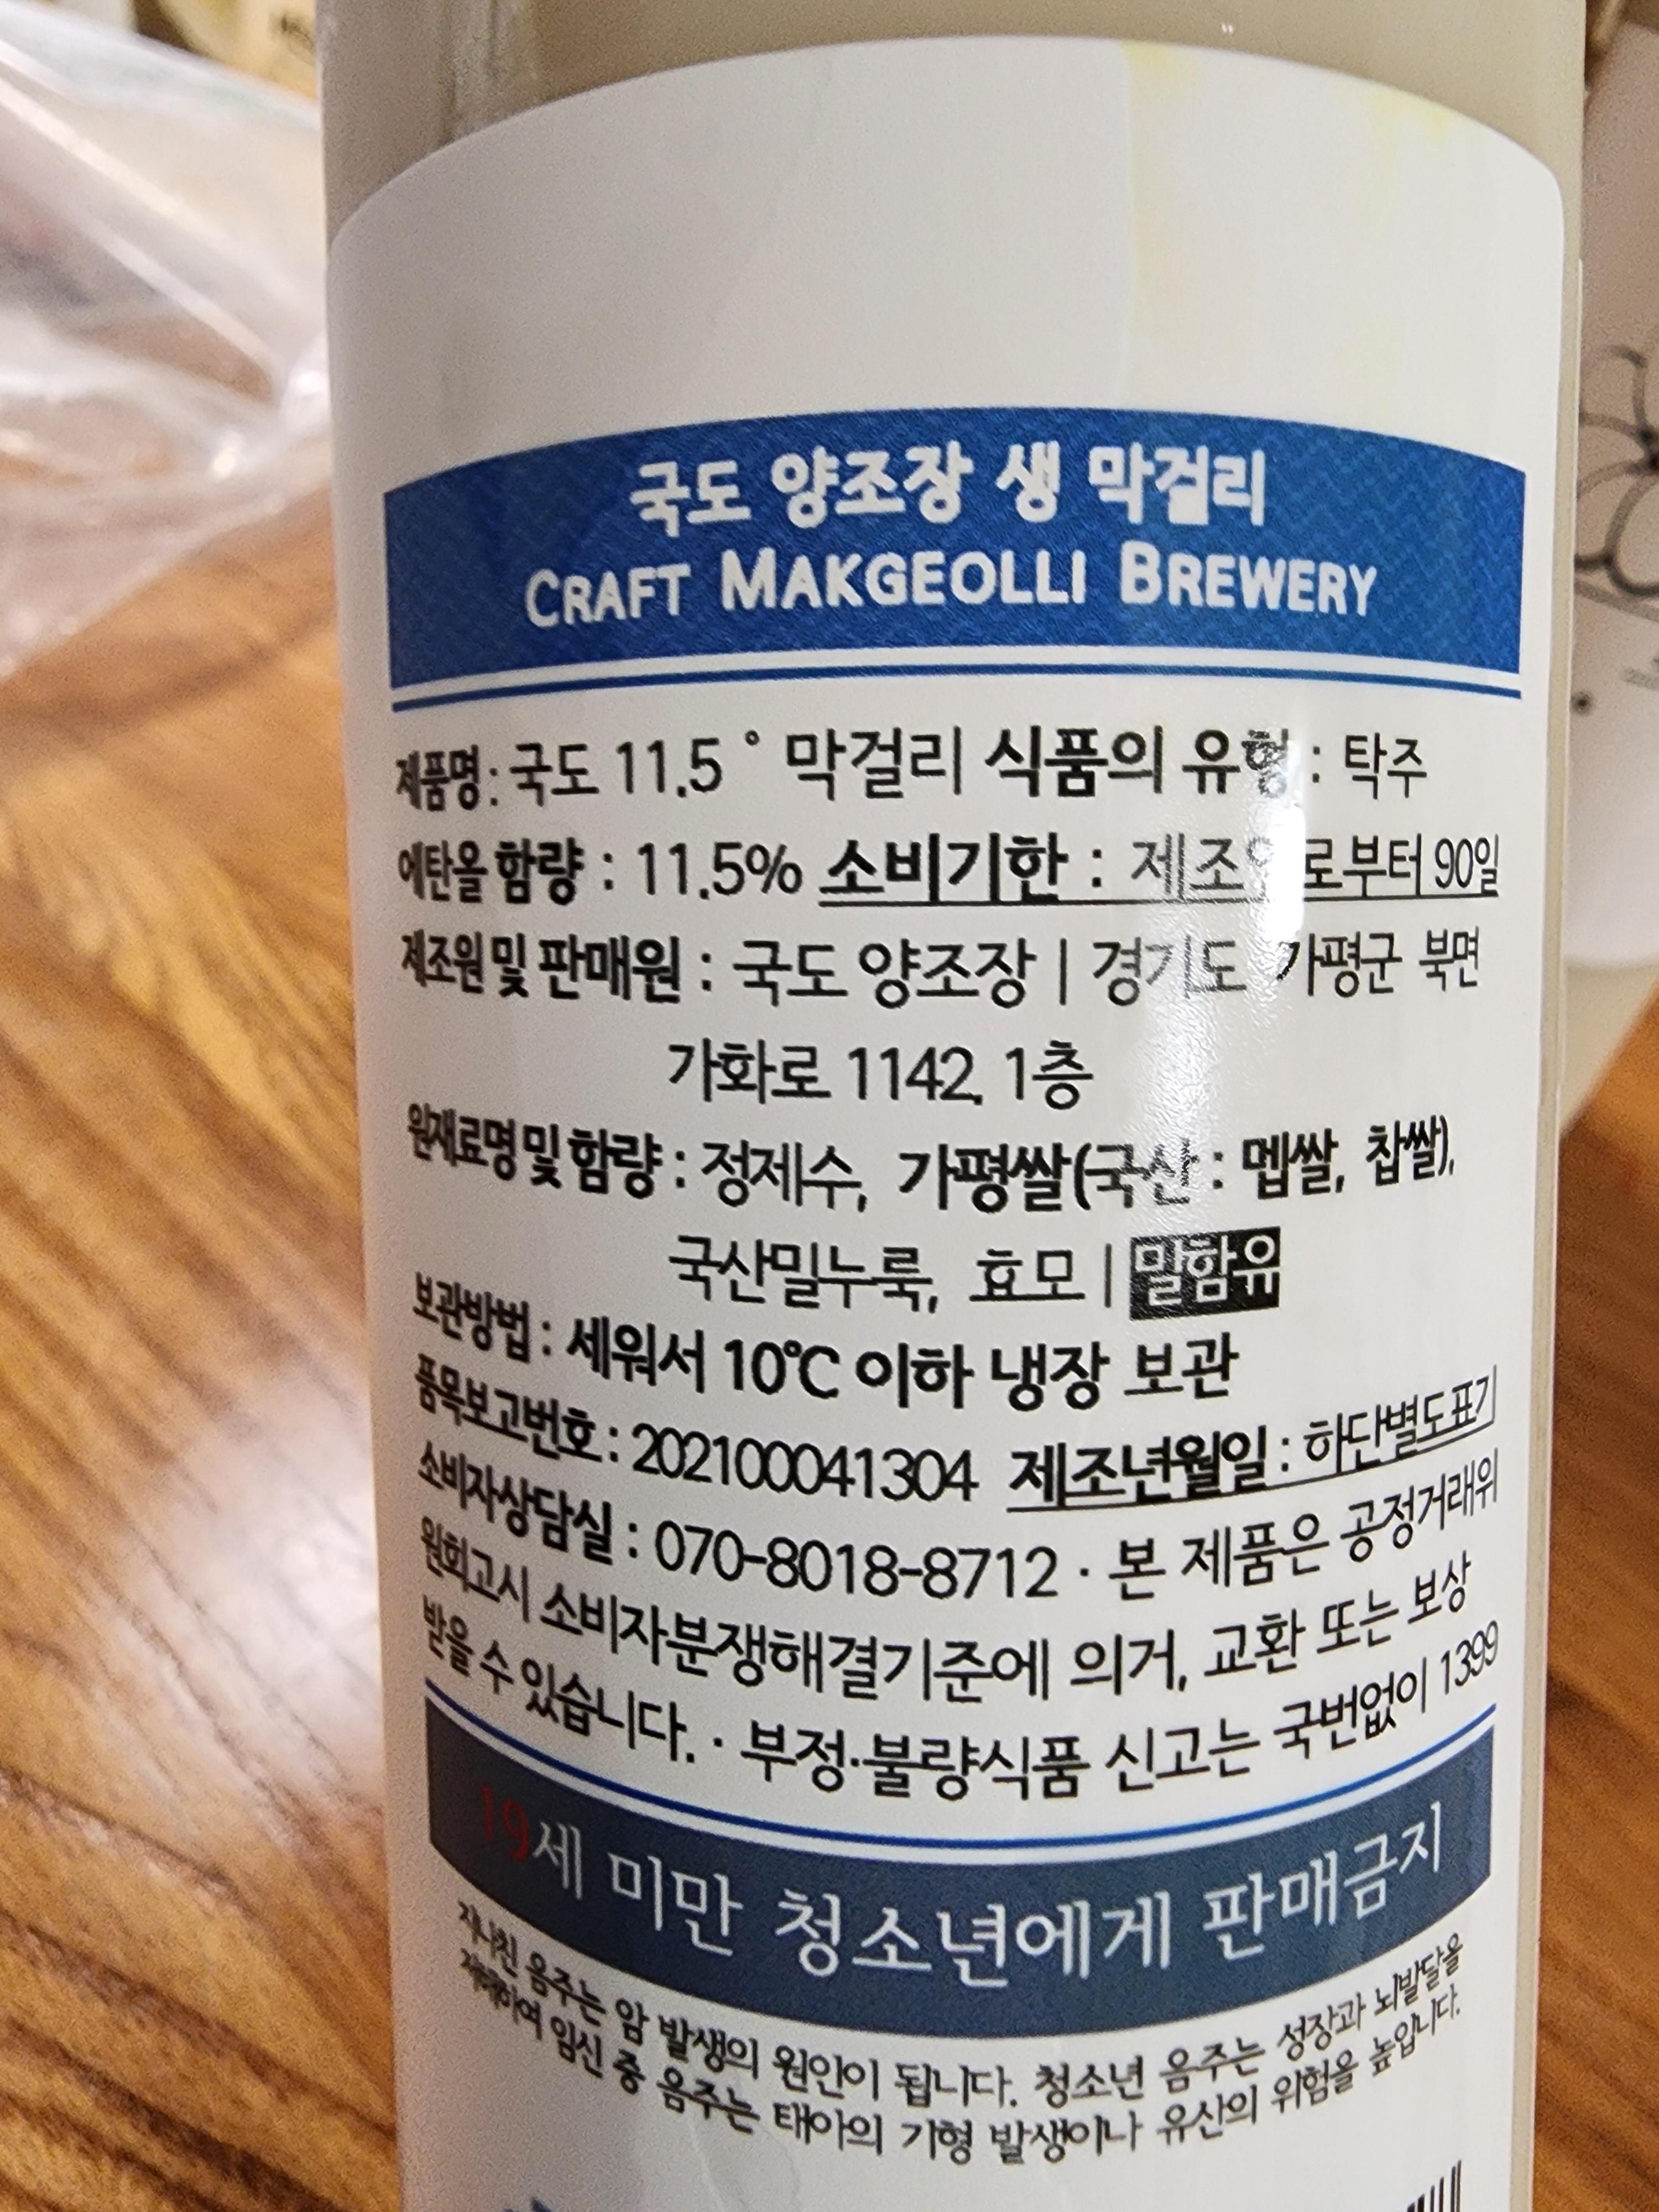 국도 양조장 생 막걸리
CRAFT MAKGEOLLI BREWERY
제품명 : 국도 11.5° 막걸리 식품의 유형 : 탁주
에탄올 함량 : 11.5% 소비기한 : 제조일로부터 90일
제조원 및 판매원 : 국도 양조장 | 경기도 가평군 북면
가화로 1142, 1층
원재료명 및 함량 : 정제수, 가평쌀(국산 : 멥쌀, 찹쌀),
국산밀누룩, 효모 | 밀함유
보관방법 : 세워서 10℃ 이하 냉장 보관
품목보고번호 : 202100041304 제조년월일 : 하단별도표기
소비자상담실 : 070-8018-8712 · 본 제품은 공정거래위
원회고시 소비자분쟁해결기준에 의거, 교환 또는 보상
받을 수 있습니다. · 부정·불량식품 신고는 국번없이 1399
19세 미만 청소년에게 판매금지
지나친 음주는 암 발생의 원인이 됩니다. 청소년 음주는 성장과 뇌발달을
저해하며 임신 중 음주는 태아의 기형 발생이나 유산의 위험을 높입니다.